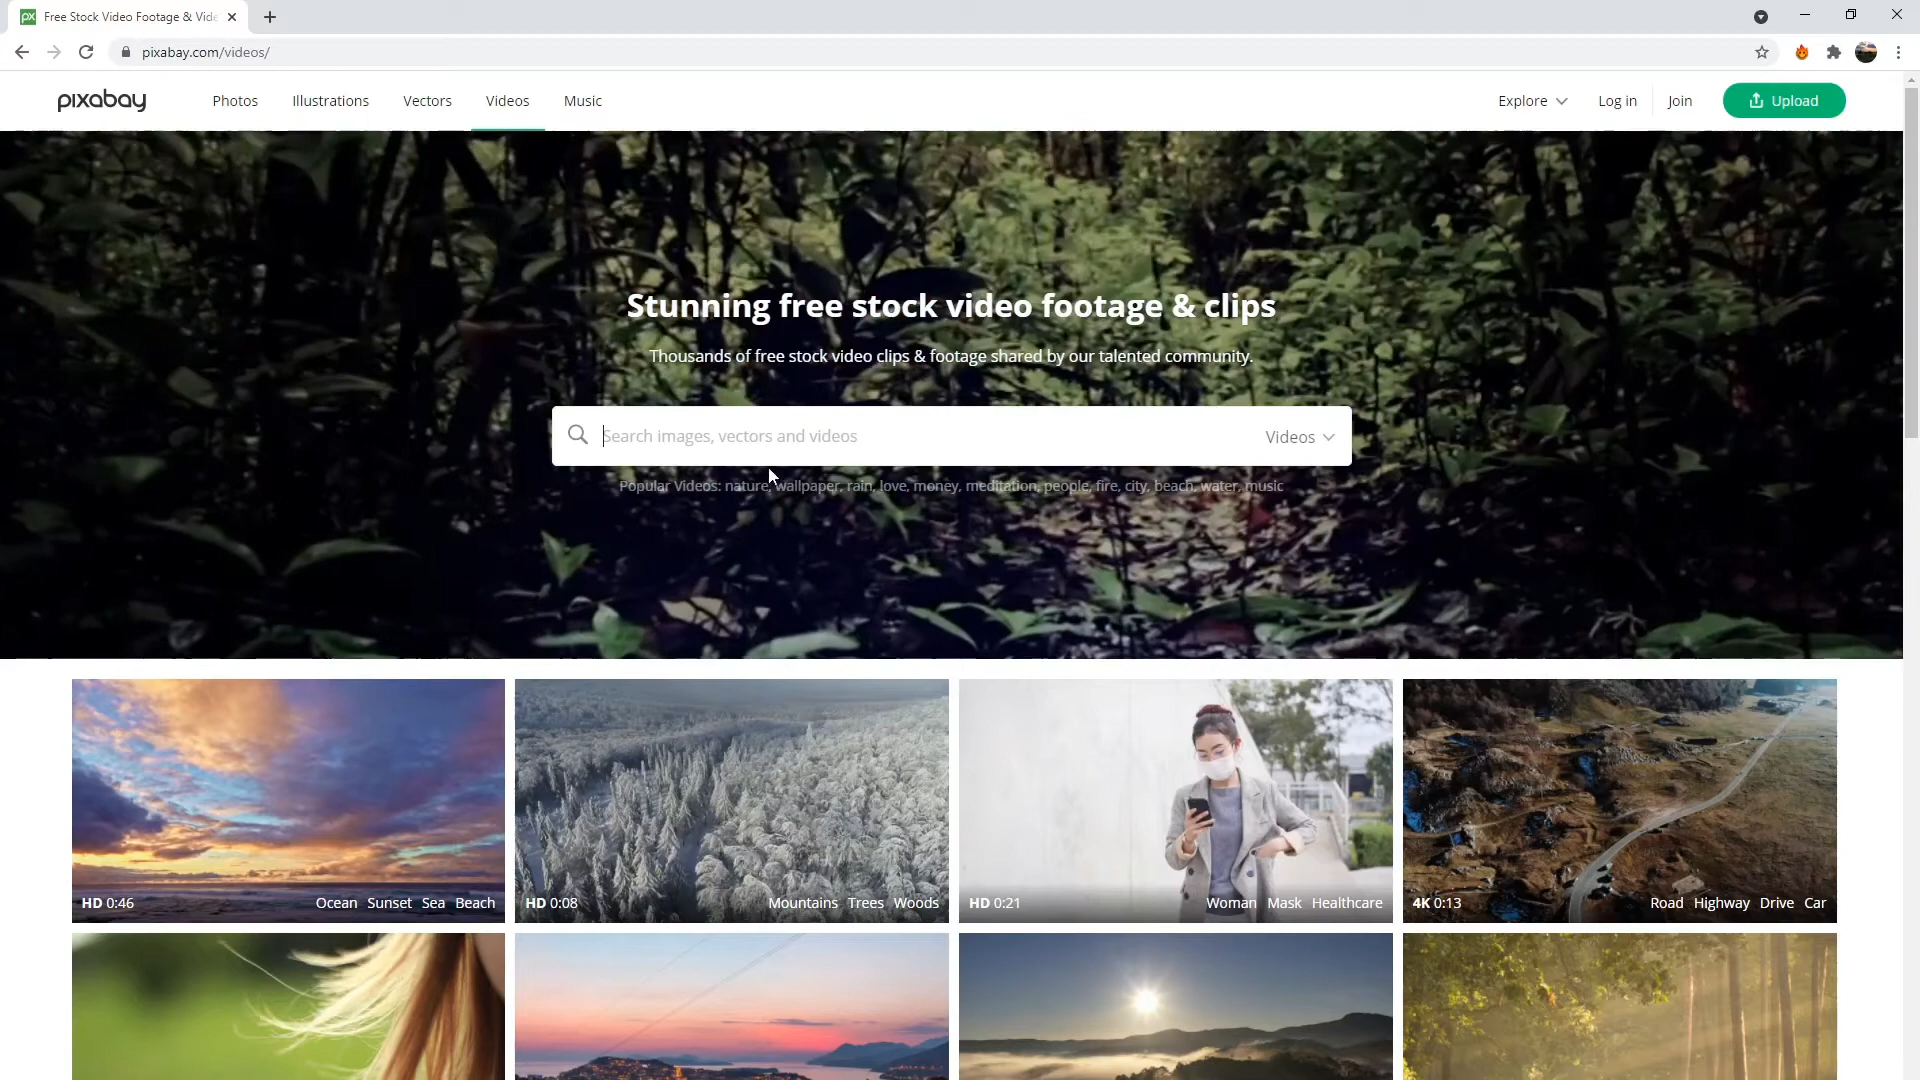 px Free Stock Video Footage & Vide
pixabay.com/videos/
pixabay Photos Illustrations Vectors Videos Music Explore Log in Join Upload
Stunning free stock video footage & clips
Thousands of free stock video clips & footage shared by our talented community.
Search images, vectors and videos Videos
Popular Videos: nature, wallpaper, rain, love, money, meditation, people, fire, city, beach, water, music
HD 0:46 Ocean Sunset Sea Beach
HD 0:08 Mountains Trees Woods
HD 0:21 Woman Mask Healthcare
4K 0:13 Road Highway Drive Car